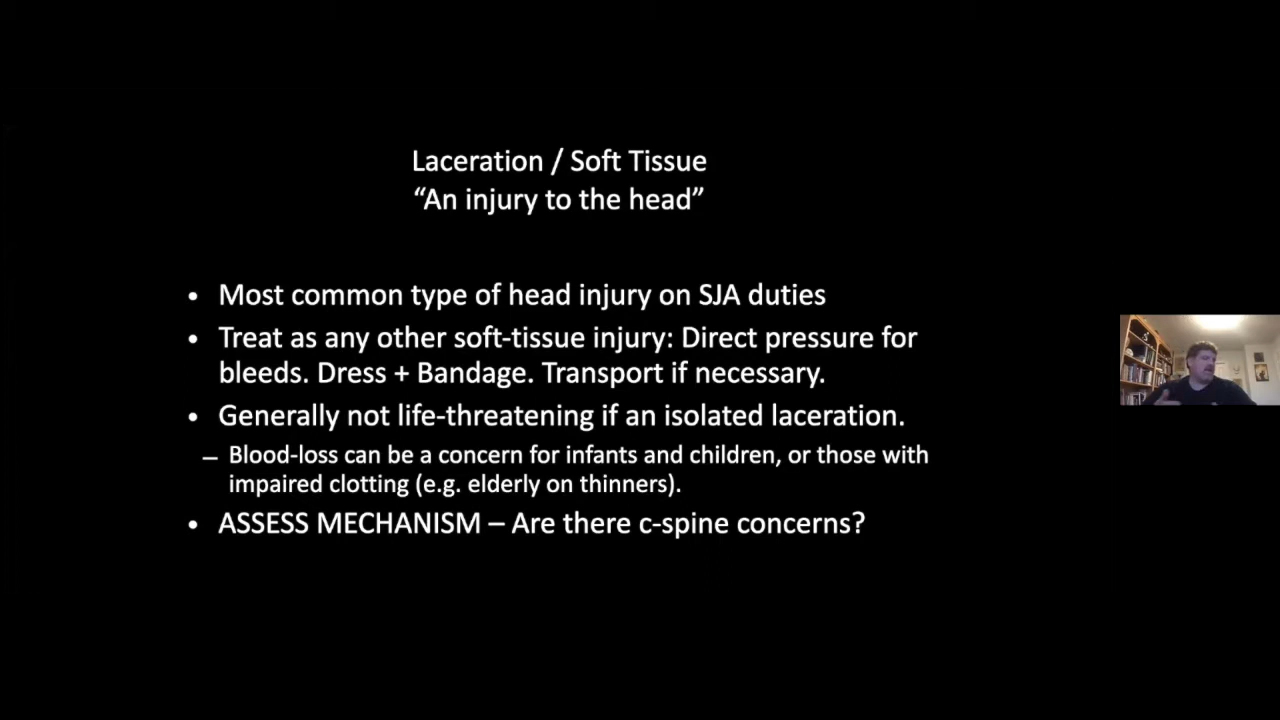 Laceration / Soft Tissue
“An injury to the head”
• Most common type of head injury on SJA duties
• Treat as any other soft-tissue injury: Direct pressure for
bleeds. Dress + Bandage. Transport if necessary.
• Generally not life-threatening if an isolated laceration.
– Blood-loss can be a concern for infants and children, or those with
impaired clotting (e.g. elderly on thinners).
• ASSESS MECHANISM – Are there c-spine concerns?